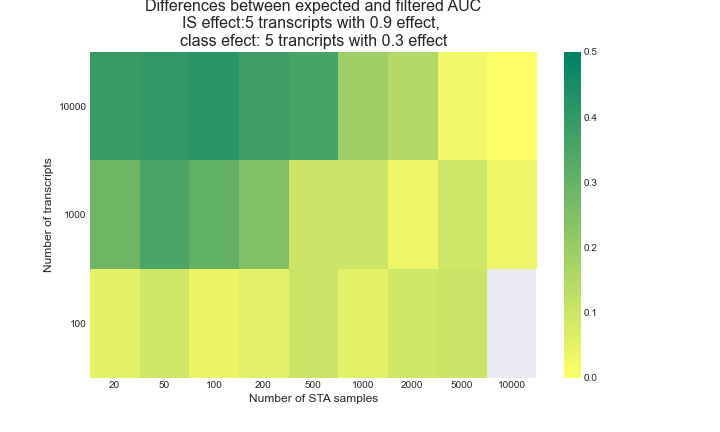 Differences between expected and filtered AUC
IS effect:5 transcripts with 0.9 effect,
class efect: 5 trancripts with 0.3 effect
Number of transcripts
10000
1000
100
20 50 100 200 500 1000 2000 5000 10000
Number of STA samples
0.5
0.4
0.3
0.2
0.1
0.0